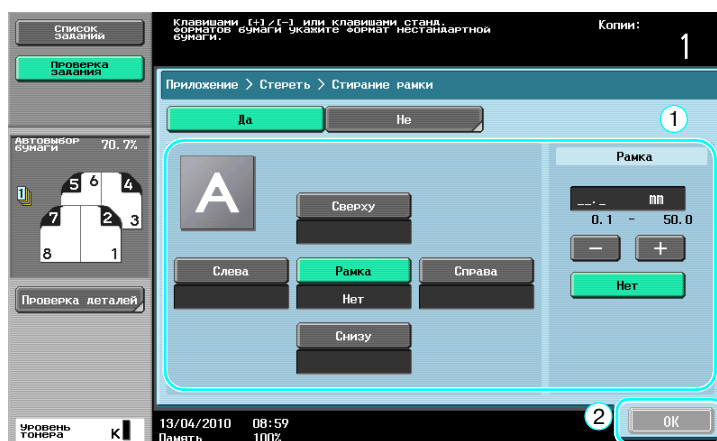 Список
заданий
Проверка
задания
Клавишами [+]/[-] или клавишами станд.
форматов бумаги укажите формат нестандартной
бумаги.
Копии:
1
Приложение > Стереть > Стирание рамки
Да
Не
1
Автовыбор
бумаги
70.7%
1
5 6 4
7 2 3
8 1
Проверка деталей
A
Сверху
Слева
Рамка
Справа
Нет
Снизу
Рамка
__._ mm
0.1 - 50.0
- +
Нет
2
OK
Уровень
тонера
K
13/04/2010 08:59
Память 100%